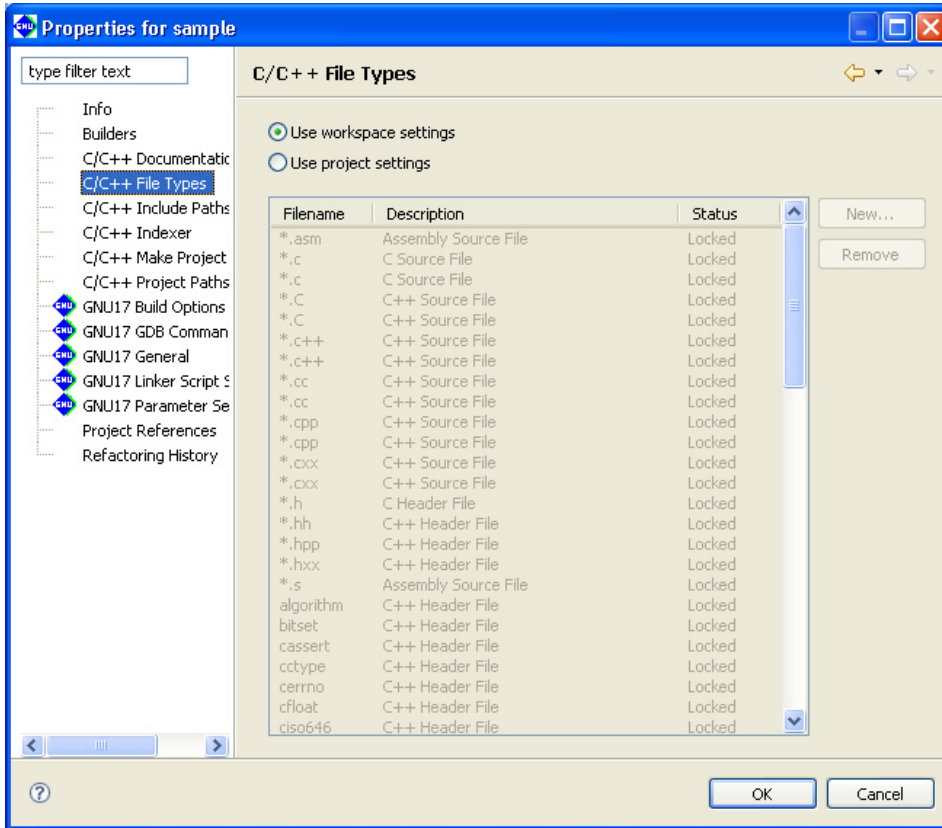 Properties for sample
type filter text
Info
Builders
C/C++ Documentatic
C/C++ File Types
C/C++ Include Paths
C/C++ Indexer
C/C++ Make Project
C/C++ Project Paths
GNU17 Build Options
GNU17 GDB Comman
GNU17 General
GNU17 Linker Script S
GNU17 Parameter Se
Project References
Refactoring History
C/C++ File Types
Use workspace settings
Use project settings
Filename Description Status
*.asm Assembly Source File Locked
*.c C Source File Locked
*.c C Source File Locked
*.C C++ Source File Locked
*.C C++ Source File Locked
*.c++ C++ Source File Locked
*.c++ C++ Source File Locked
*.cc C++ Source File Locked
*.cc C++ Source File Locked
*.cpp C++ Source File Locked
*.cpp C++ Source File Locked
*.cxx C++ Source File Locked
*.cxx C++ Source File Locked
*.h C Header File Locked
*.hh C++ Header File Locked
*.hpp C++ Header File Locked
*.hxx C++ Header File Locked
*.s Assembly Source File Locked
algorithm C++ Header File Locked
bitset C++ Header File Locked
cassert C++ Header File Locked
cctype C++ Header File Locked
cerrno C++ Header File Locked
cfloat C++ Header File Locked
ciso646 C++ Header File Locked
New...
Remove
OK
Cancel